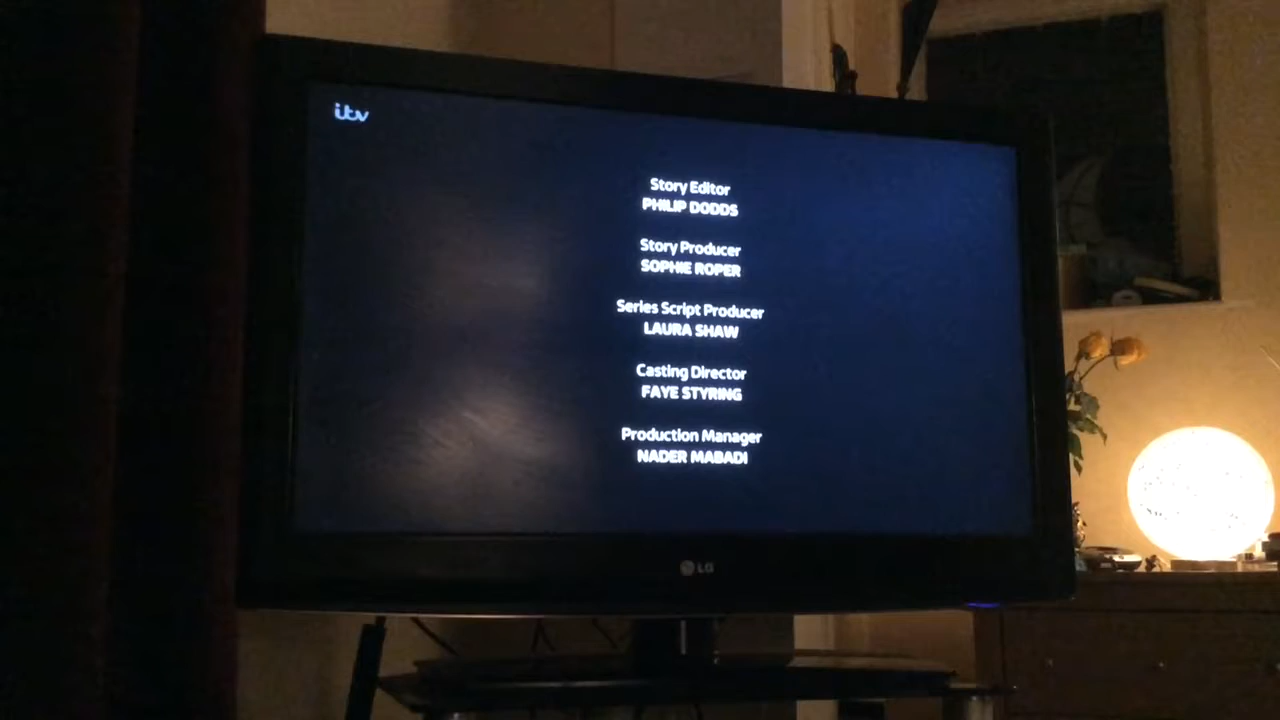 itv
Story Editor
PHILIP DODDS
Story Producer
SOPHIE ROPER
Series Script Producer
LAURA SHAW
Casting Director
FAYE STYRING
Production Manager
NADER MABADI
LG